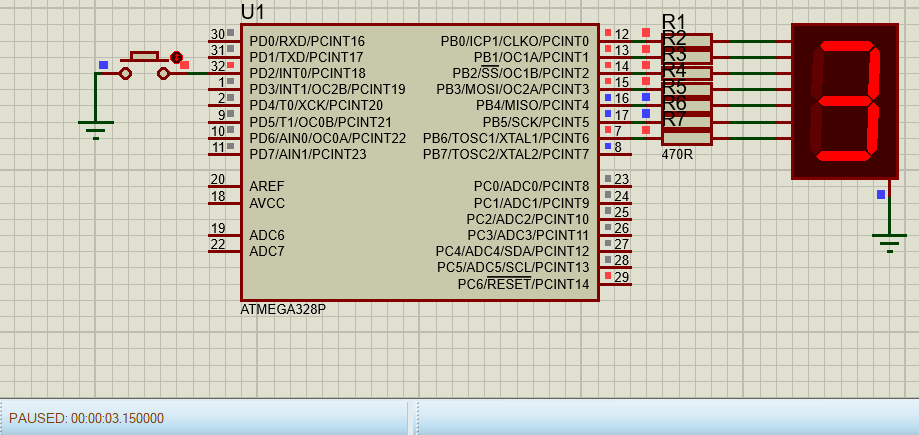 U1
30 PD0/RXD/PCINT16 PB0/ICP1/CLKO/PCINT0 12
31 PD1/TXD/PCINT17 PB1/OC1A/PCINT1 13
32 PD2/INT0/PCINT18 PB2/SS/OC1B/PCINT2 14
1 PD3/INT1/OC2B/PCINT19 PB3/MOSI/OC2A/PCINT3 15
2 PD4/T0/XCK/PCINT20 PB4/MISO/PCINT4 16
9 PD5/T1/OC0B/PCINT21 PB5/SCK/PCINT5 17
10 PD6/AIN0/OC0A/PCINT22 PB6/TOSC1/XTAL1/PCINT6 7
11 PD7/AIN1/PCINT23 PB7/TOSC2/XTAL2/PCINT7 8
20 AREF PC0/ADC0/PCINT8 23
18 AVCC PC1/ADC1/PCINT9 24
PC2/ADC2/PCINT10 25
19 ADC6 PC3/ADC3/PCINT11 26
22 ADC7 PC4/ADC4/SDA/PCINT12 27
PC5/ADC5/SCL/PCINT13 28
PC6/RESET/PCINT14 29
ATMEGA328P
R1
R2
R3
R4
R5
R6
R7
470R
3
PAUSED: 00:00:03.150000